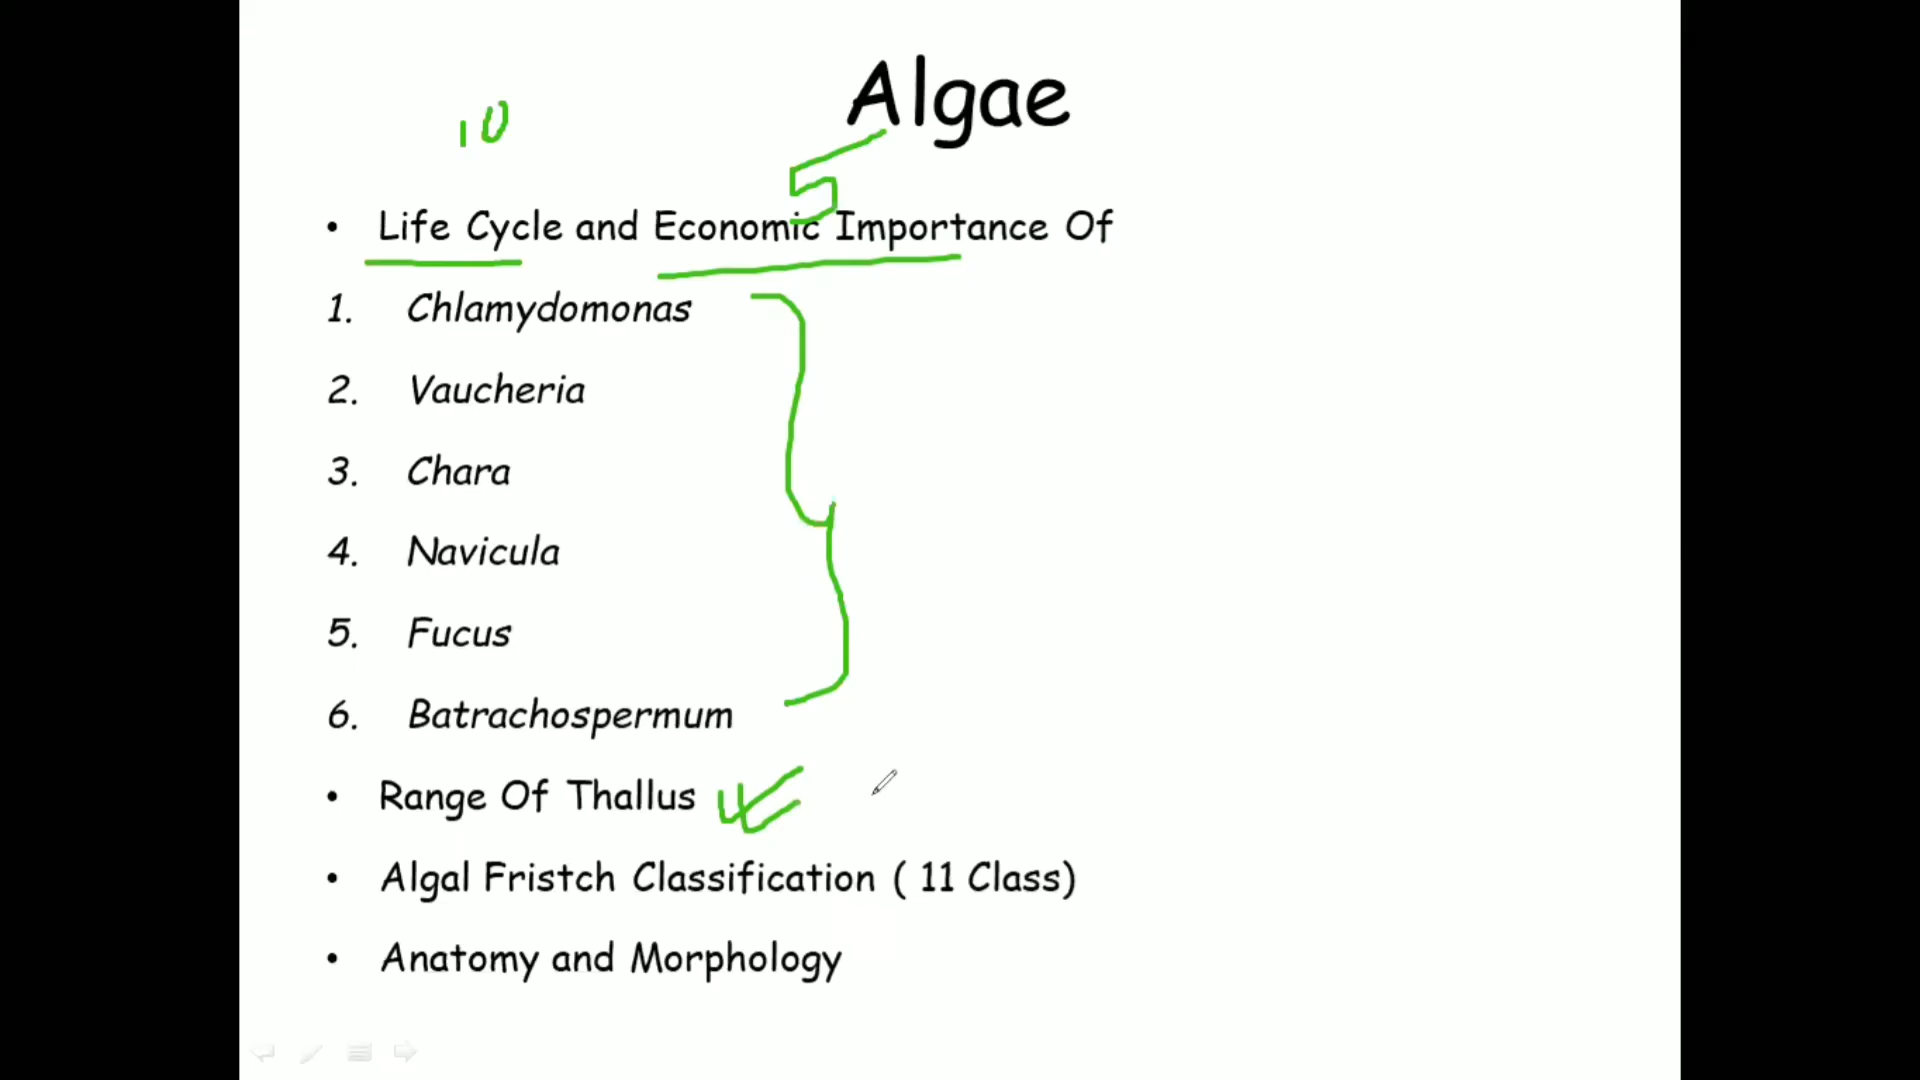 Algae
10
5
• Life Cycle and Economic Importance Of
1. Chlamydomonas
2. Vaucheria
3. Chara
4. Navicula
5. Fucus
6. Batrachospermum
• Range Of Thallus
• Algal Fristch Classification ( 11 Class)
• Anatomy and Morphology